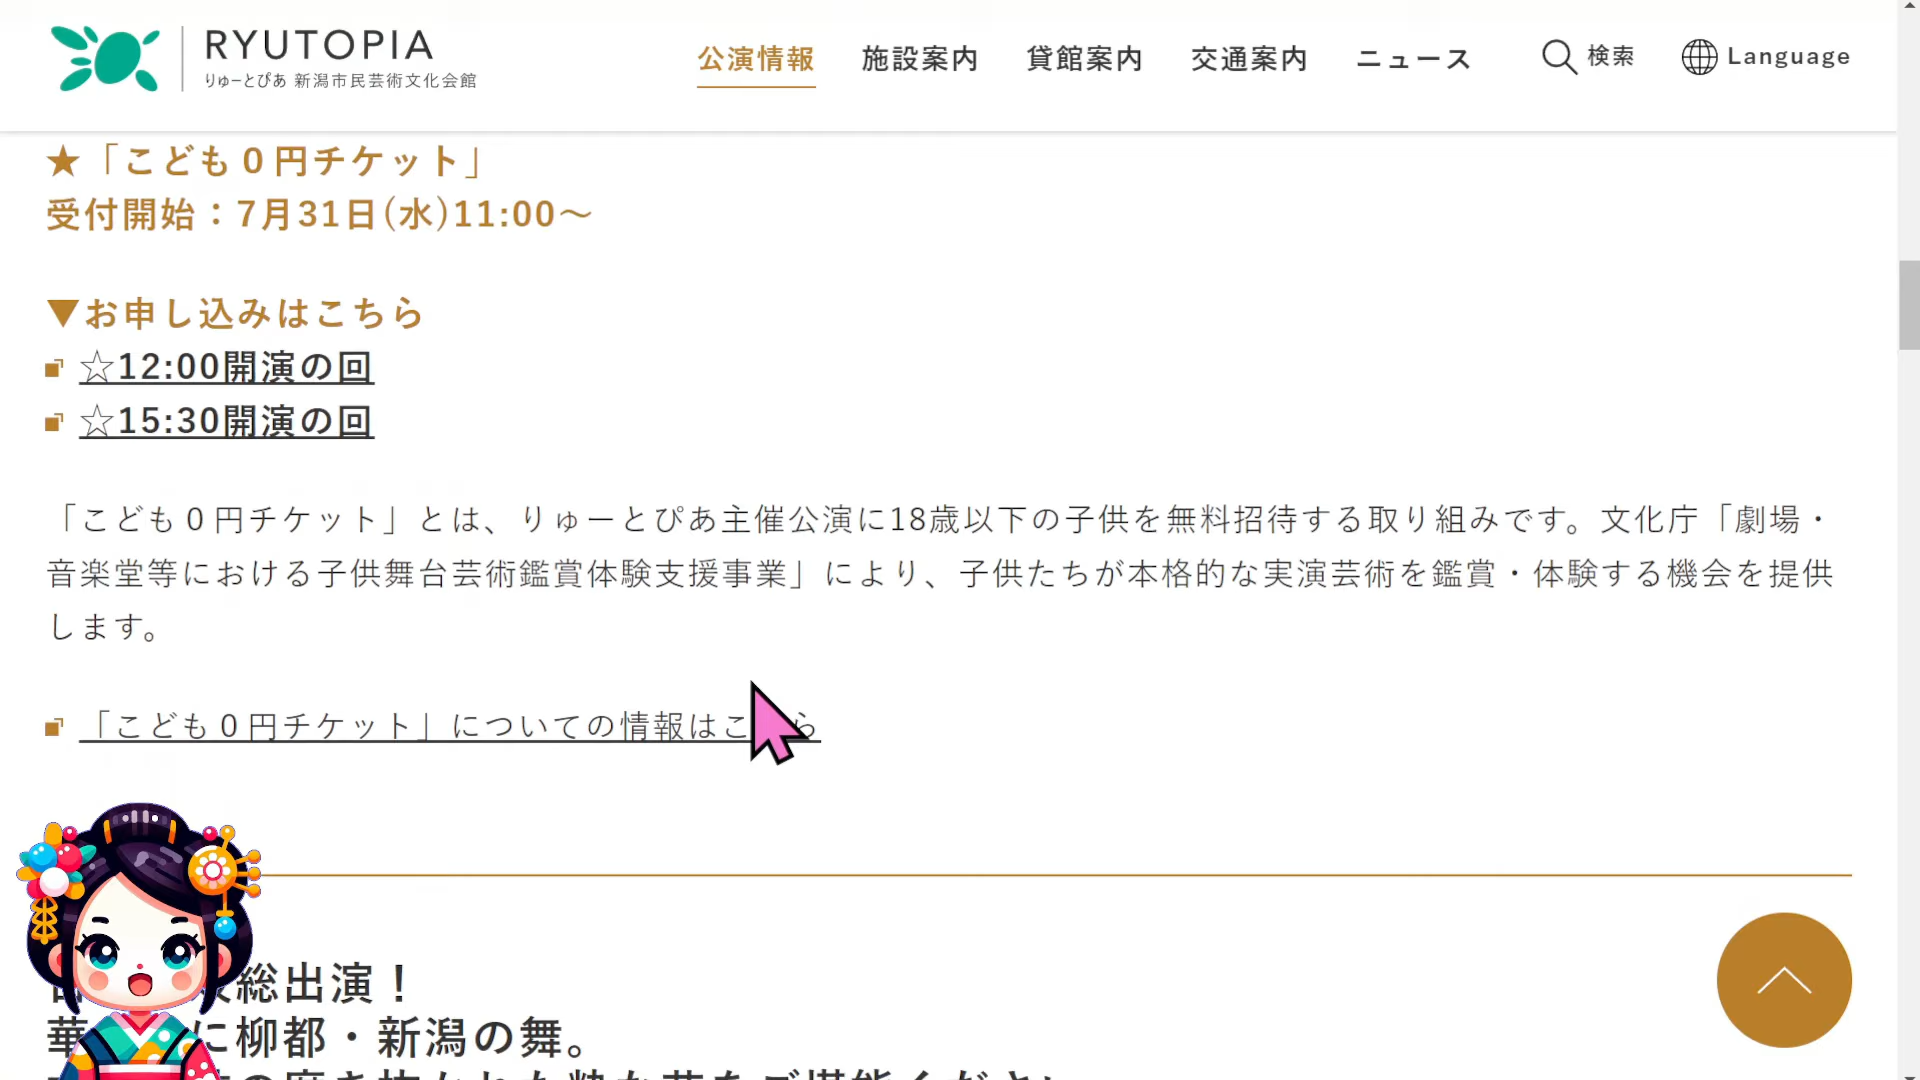 RYUTOPIA
りゅーとぴあ 新潟市民芸術文化会館
公演情報
施設案内
貸館案内
交通案内
ニュース
検索
Language
★「こども０円チケット」
受付開始：7月31日(水)11:00～
▼お申し込みはこちら
☆12:00開演の回
☆15:30開演の回
「こども０円チケット」とは、りゅーとぴあ主催公演に18歳以下の子供を無料招待する取り組みです。文化庁「劇場・
音楽堂等における子供舞台芸術鑑賞体験支援事業」により、子供たちが本格的な実演芸術を鑑賞・体験する機会を提供
します。
「こども０円チケット」についての情報はこちら
総出演！
華 に柳都・新潟の舞。